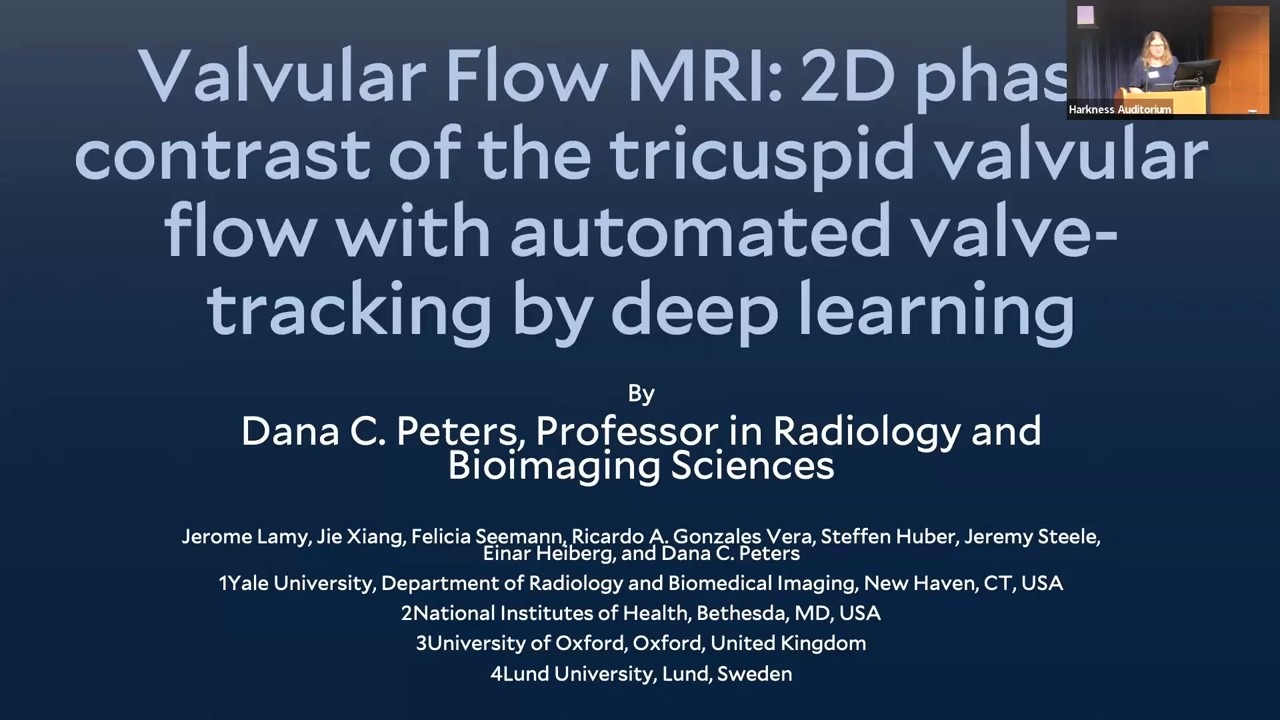 Valvular Flow MRI: 2D phas
contrast of the tricuspid valvular
flow with automated valve-
tracking by deep learning
Harkness Auditorium
By
Dana C. Peters, Professor in Radiology and
Bioimaging Sciences
Jerome Lamy, Jie Xiang, Felicia Seemann, Ricardo A. Gonzales Vera, Steffen Huber, Jeremy Steele,
Einar Heiberg, and Dana C. Peters
1Yale University, Department of Radiology and Biomedical Imaging, New Haven, CT, USA
2National Institutes of Health, Bethesda, MD, USA
3University of Oxford, Oxford, United Kingdom
4Lund University, Lund, Sweden